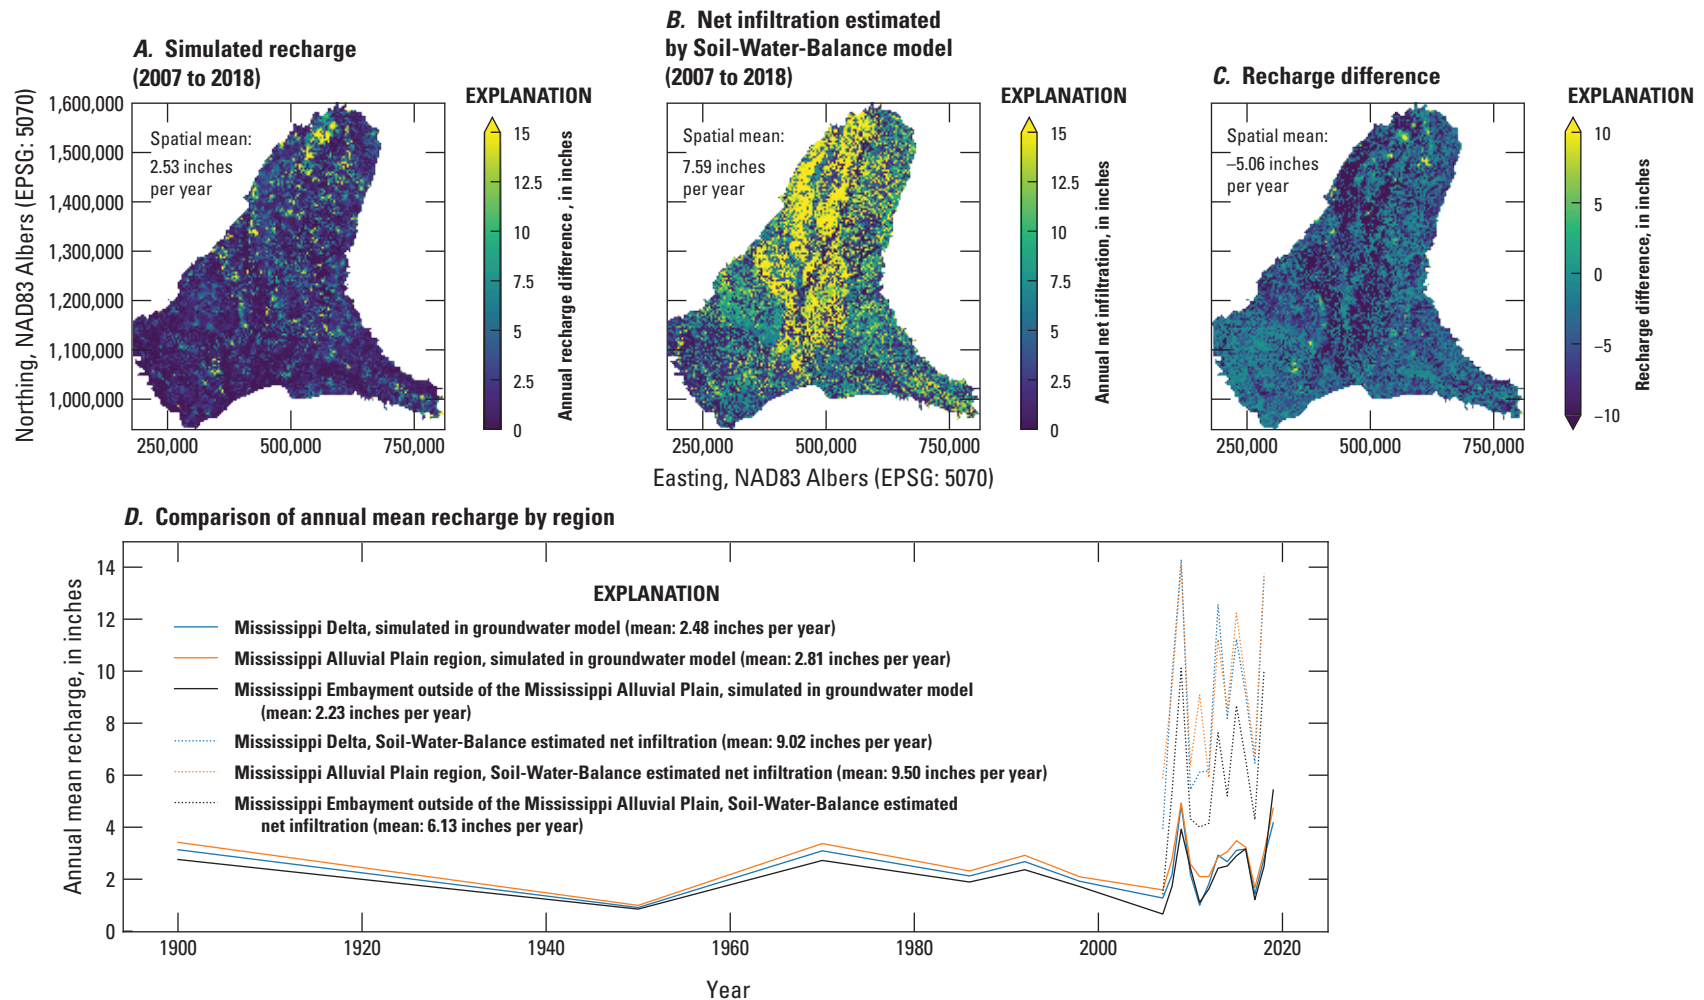 A. Simulated recharge
(2007 to 2018)
EXPLANATION
Spatial mean:
2.53 inches
per year
1,600,000
1,500,000
1,400,000
1,300,000
1,200,000
1,100,000
1,000,000
Northing, NAD83 Albers (EPSG: 5070)
250,000
500,000
750,000
15
12.5
10
7.5
5
2.5
0
Annual recharge difference , in inches
B. Net infiltration estimated
by Soil-Water-Balance model
(2007 to 2018)
EXPLANATION
Spatial mean:
7.59 inches
per year
250,000
500,000
750,000
15
12.5
10
7.5
5
2.5
0
Annual net infiltration, in inches
Easting, NAD83 Albers (EPSG: 5070)
C. Recharge difference
EXPLANATION
Spatial mean:
–5.06 inches
per year
250,000
500,000
750,000
10
5
0
–5
–10
Recharge difference, in inches
D. Comparison of annual mean recharge by region
Annual mean recharge, in inches
14
12
10
8
6
4
2
0
EXPLANATION
Mississippi Delta, simulated in groundwater model (mean: 2.48 inches per year)
Mississippi Alluvial Plain region, simulated in groundwater model (mean: 2.81 inches per year)
Mississippi Embayment outside of the Mississippi Alluvial Plain, simulated in groundwater model
(mean: 2.23 inches per year)
Mississippi Delta, Soil-Water-Balance estimated net infiltration (mean: 9.02 inches per year)
Mississippi Alluvial Plain region, Soil-Water-Balance estimated net infiltration (mean: 9.50 inches per year)
Mississippi Embayment outside of the Mississippi Alluvial Plain, Soil-Water-Balance estimated
net infiltration (mean: 6.13 inches per year)
1900
1920
1940
1960
1980
2000
2020
Year